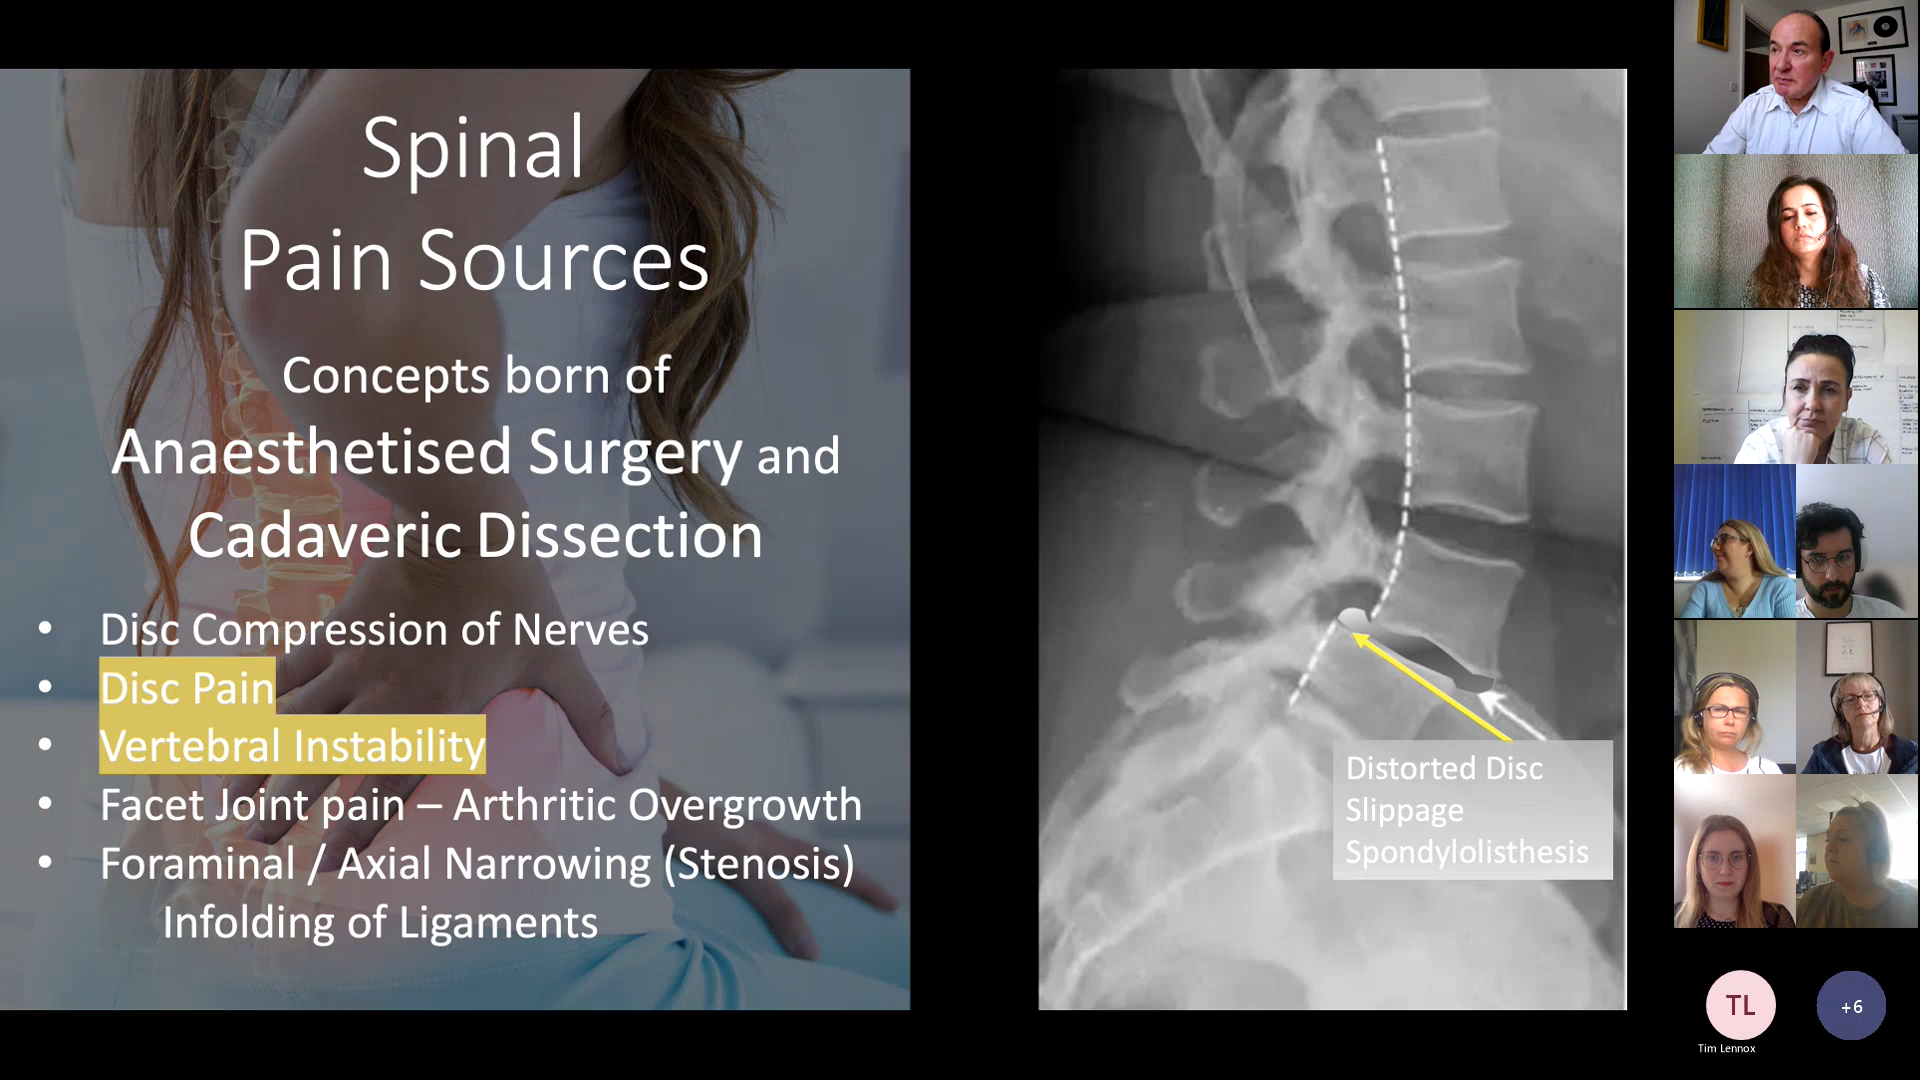 Spinal
Pain Sources
Concepts born of
Anaesthetised Surgery and
Cadaveric Dissection
• Disc Compression of Nerves
• Disc Pain
• Vertebral Instability
• Facet Joint pain – Arthritic Overgrowth
• Foraminal / Axial Narrowing (Stenosis)
Infolding of Ligaments
Distorted Disc
Slippage
Spondylolisthesis
TL
+6
Tim Lennox